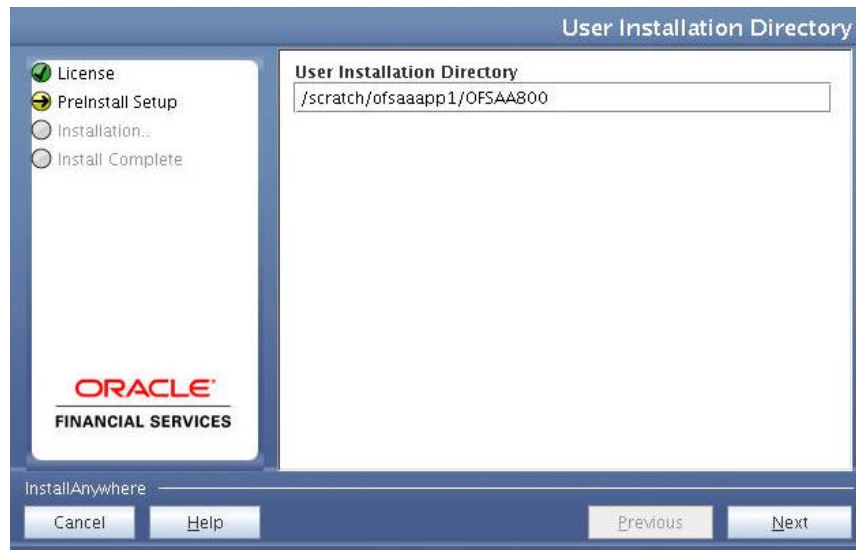 User Installation Directory
License
PreInstall Setup
Installation..
Install Complete
User Installation Directory
/scratch/ofsaaapp1/OFSAA800
ORACLE
FINANCIAL SERVICES
InstallAnywhere
Cancel
Help
Previous
Next